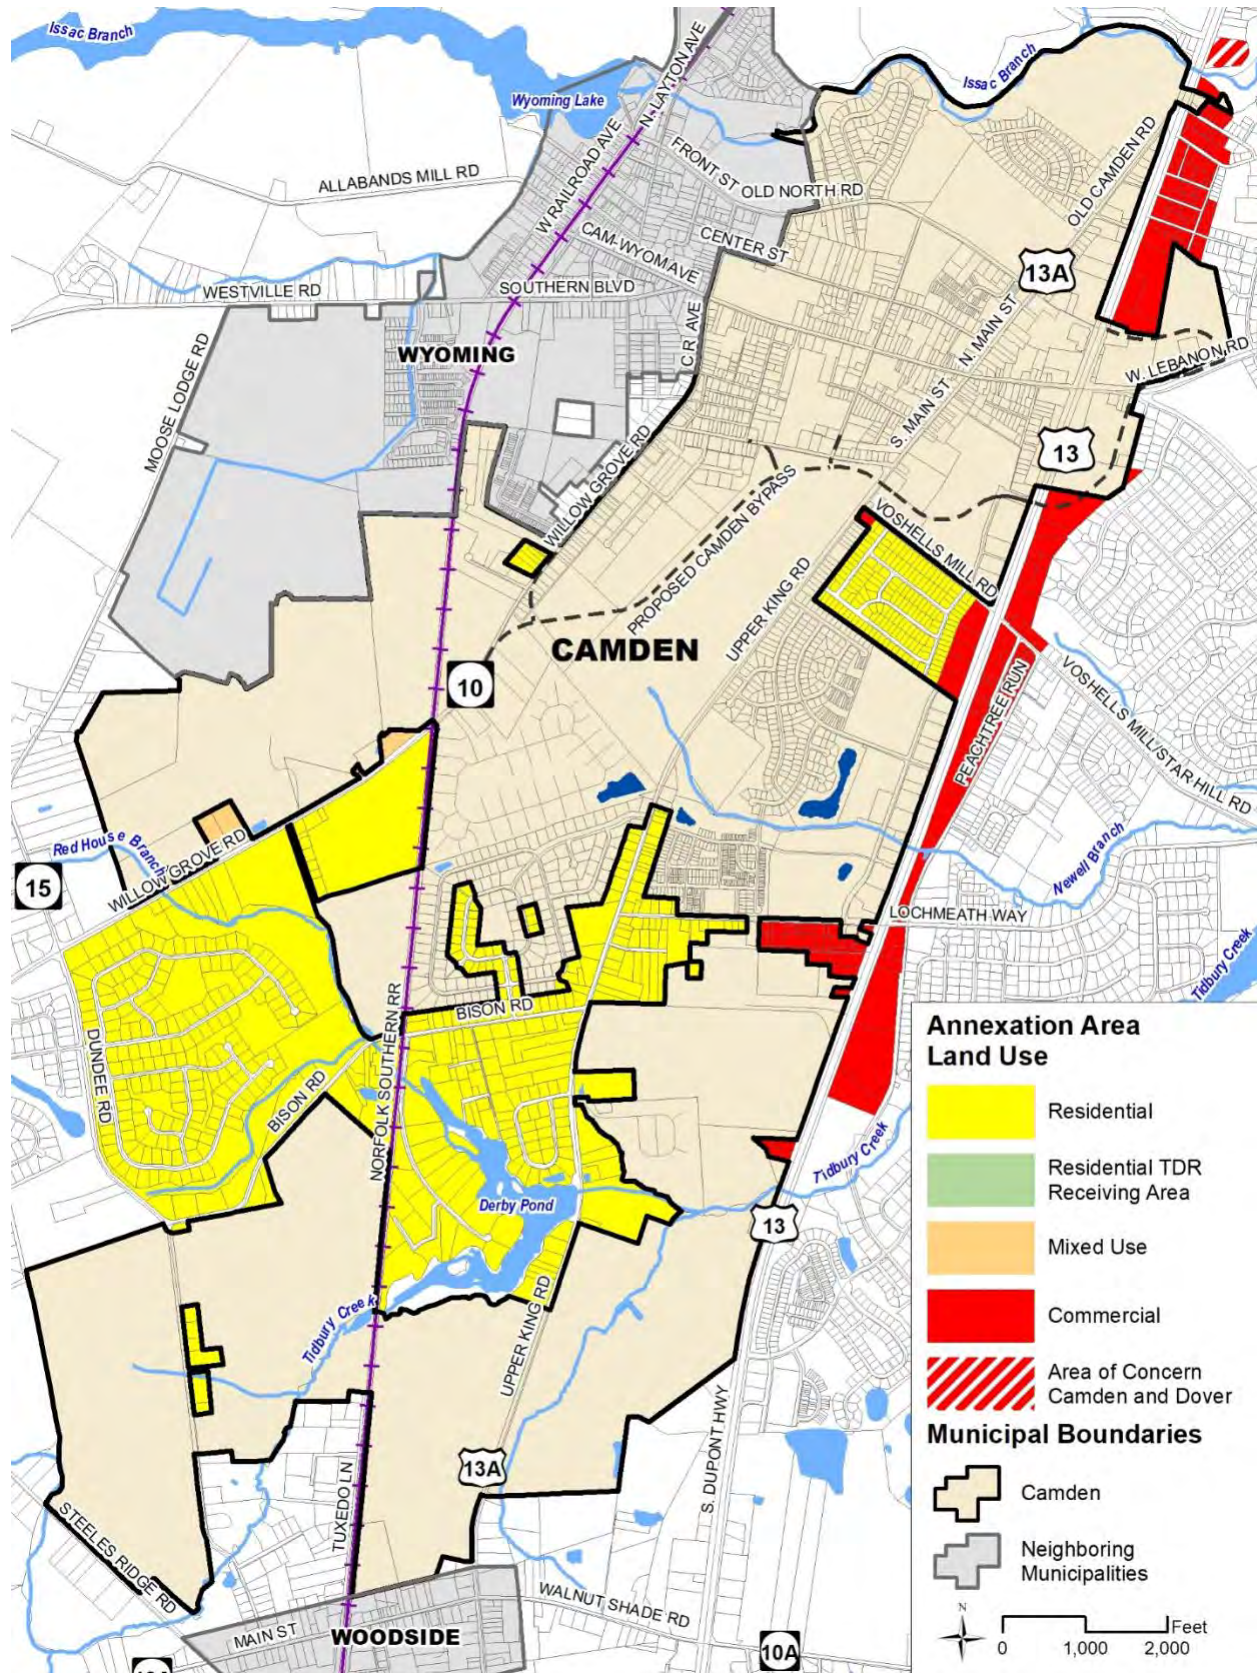 Issac Branch
Wyoming Lake
N. LAYTON AVE
Issac Branch
W RAILROAD AVE
FRONT ST
ALLABANDS MILL RD
OLD NORTH RD
OLD CAMDEN RD
CAM-WYOM AVE
CENTER ST
13A
WESTVILLE RD
SOUTHERN BLVD
N. MAIN ST
C.R. AVE
WYOMING
W. LEBANON RD
MOOSE LODGE RD
S. MAIN ST
WILLOW GROVE RD
13
PROPOSED CAMDEN BYPASS
VOSHELLS MILL RD
UPPER KING RD
CAMDEN
10
PEACHTREE RUN
VOSHELLS MILL/STAR HILL RD
Red House Branch
WILLOW GROVE RD
15
Newell Branch
LOCHMEATH WAY
Tidbury Creek
BISON RD
NORFOLK SOUTHERN RR
DUNDEE RD
BISON RD
Tidbury Creek
Derby Pond
13
UPPER KING RD
Tidbury Creek
S. DUPONT HWY
13A
TUXEDO LN
STEELES RIDGE RD
WALNUT SHADE RD
MAIN ST
WOODSIDE
10A
Annexation Area
Land Use
Residential
Residential TDR
Receiving Area
Mixed Use
Commercial
Area of Concern
Camden and Dover
Municipal Boundaries
Camden
Neighboring
Municipalities
N
Feet
0 1,000 2,000